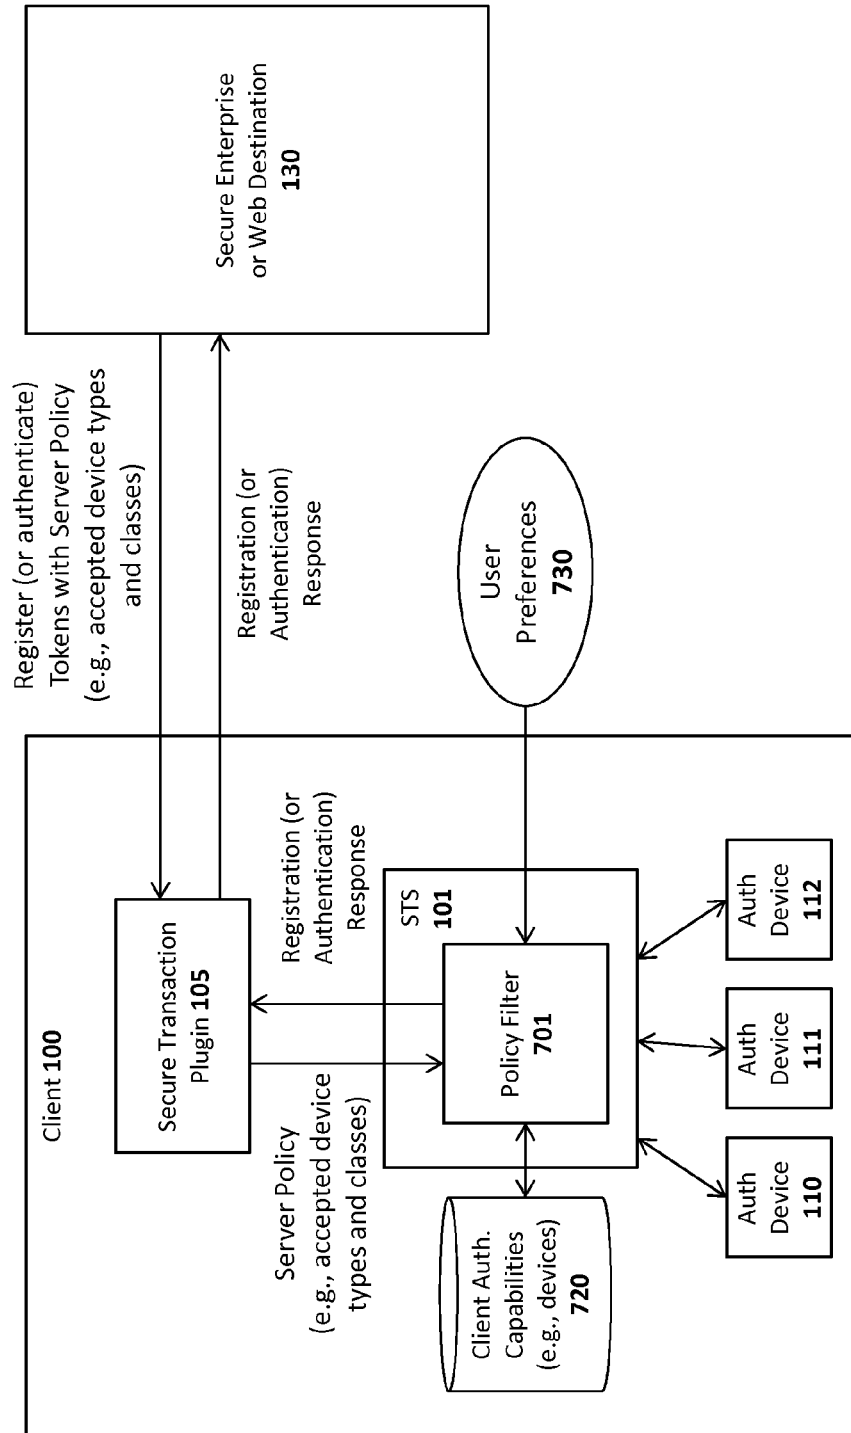 Client 100
Secure Transaction
Plugin 105
Register (or authenticate)
Tokens with Server Policy
(e.g., accepted device types
and classes)
Registration (or
Authentication)
Response
Secure Enterprise
or Web Destination
130
Server Policy
(e.g., accepted device
types and classes)
Registration (or
Authentication)
Response
STS
101
Policy Filter
701
User
Preferences
730
Client Auth.
Capabilities
(e.g., devices)
720
Auth
Device
110
Auth
Device
111
Auth
Device
112